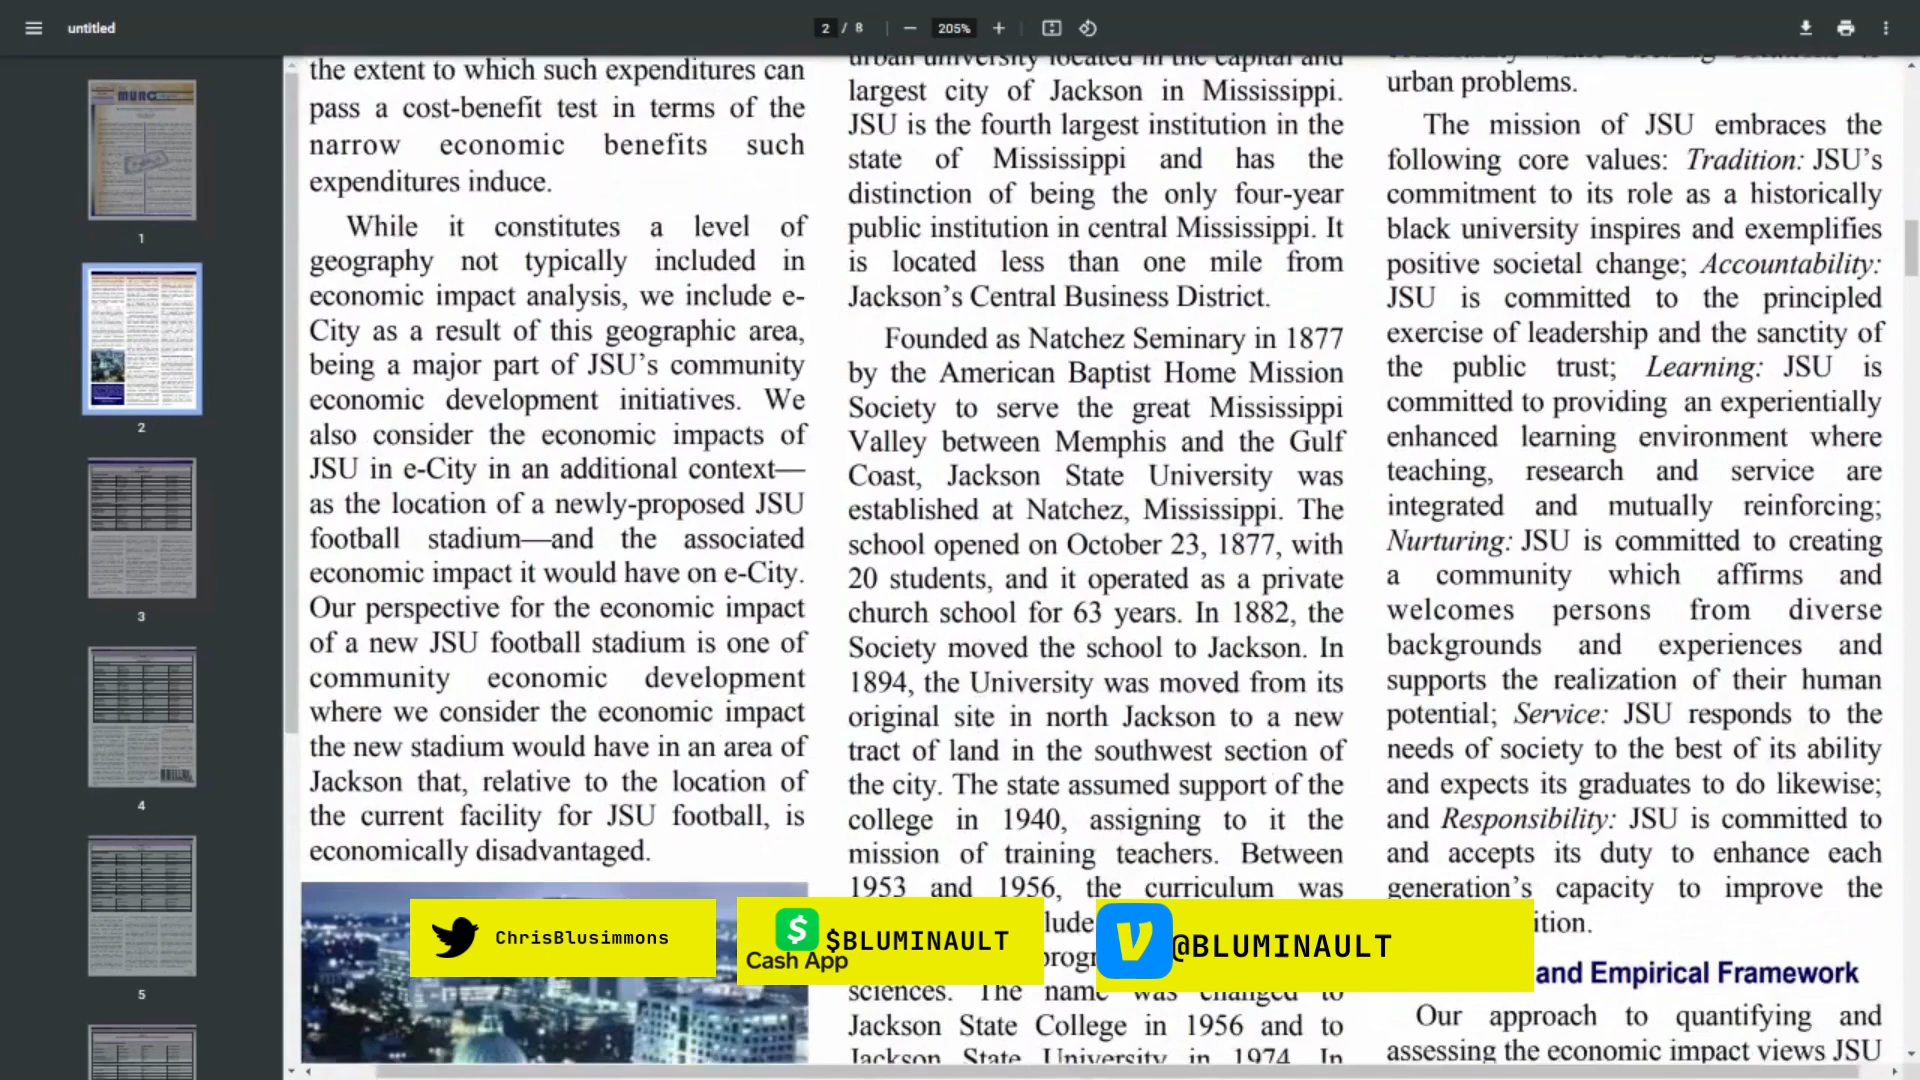 untitled
2 / 8
205%
1
2
3
4
5
the extent to which such expenditures can
pass a cost-benefit test in terms of the
narrow economic benefits such
expenditures induce.
While it constitutes a level of
geography not typically included in
economic impact analysis, we include e-
City as a result of this geographic area,
being a major part of JSU’s community
economic development initiatives. We
also consider the economic impacts of
JSU in e-City in an additional context—
as the location of a newly-proposed JSU
football stadium—and the associated
economic impact it would have on e-City.
Our perspective for the economic impact
of a new JSU football stadium is one of
community economic development
where we consider the economic impact
the new stadium would have in an area of
Jackson that, relative to the location of
the current facility for JSU football, is
economically disadvantaged.
urban university located in the capital and
largest city of Jackson in Mississippi.
JSU is the fourth largest institution in the
state of Mississippi and has the
distinction of being the only four-year
public institution in central Mississippi. It
is located less than one mile from
Jackson’s Central Business District.
Founded as Natchez Seminary in 1877
by the American Baptist Home Mission
Society to serve the great Mississippi
Valley between Memphis and the Gulf
Coast, Jackson State University was
established at Natchez, Mississippi. The
school opened on October 23, 1877, with
20 students, and it operated as a private
church school for 63 years. In 1882, the
Society moved the school to Jackson. In
1894, the University was moved from its
original site in north Jackson to a new
tract of land in the southwest section of
the city. The state assumed support of the
college in 1940, assigning to it the
mission of training teachers. Between
1953 and 1956, the curriculum was
sciences. The name was changed to
Jackson State College in 1956 and to
Jackson State University in 1974. In
urban problems.
The mission of JSU embraces the
following core values: Tradition: JSU’s
commitment to its role as a historically
black university inspires and exemplifies
positive societal change; Accountability:
JSU is committed to the principled
exercise of leadership and the sanctity of
the public trust; Learning: JSU is
committed to providing an experientially
enhanced learning environment where
teaching, research and service are
integrated and mutually reinforcing;
Nurturing: JSU is committed to creating
a community which affirms and
welcomes persons from diverse
backgrounds and experiences and
supports the realization of their human
potential; Service: JSU responds to the
needs of society to the best of its ability
and expects its graduates to do likewise;
and Responsibility: JSU is committed to
and accepts its duty to enhance each
generation’s capacity to improve the
and Empirical Framework
Our approach to quantifying and
assessing the economic impact views JSU
ChrisBlusimmons
$BLUMINAULT
Cash App
@BLUMINAULT